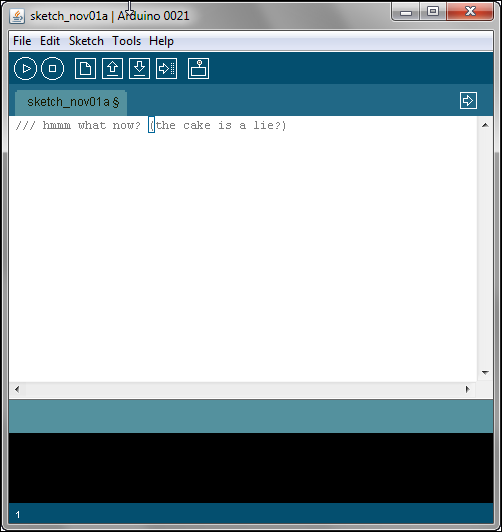 sketch_nov01a | Arduino 0021
File Edit Sketch Tools Help
sketch_nov01a §
/// hmmm what now? (the cake is a lie?)
1